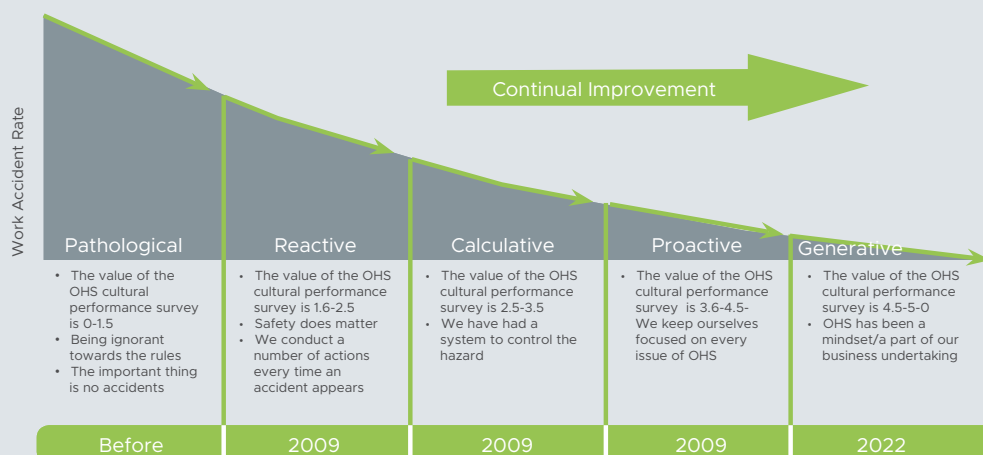 Continual Improvement
Work Accident Rate
Pathological
• The value of the
OHS cultural
performance survey
is 0-1.5
• Being ignorant
towards the rules
• The important thing
is no accidents
Before
Reactive
• The value of the OHS
cultural performance
survey is 1.6-2.5
• Safety does matter
• We conduct a
number of actions
every time an
accident appears
2009
Calculative
• The value of the OHS
cultural performance
survey is 2.5-3.5
• We have had a
system to control the
hazard
2009
Proactive
• The value of the OHS
cultural performance
survey is 3.6-4.5-
We keep ourselves
focused on every
issue of OHS
2009
Generative
• The value of the OHS
cultural performance
survey is 4.5-5-0
• OHS has been a
mindset/a part of our
business undertaking
2022